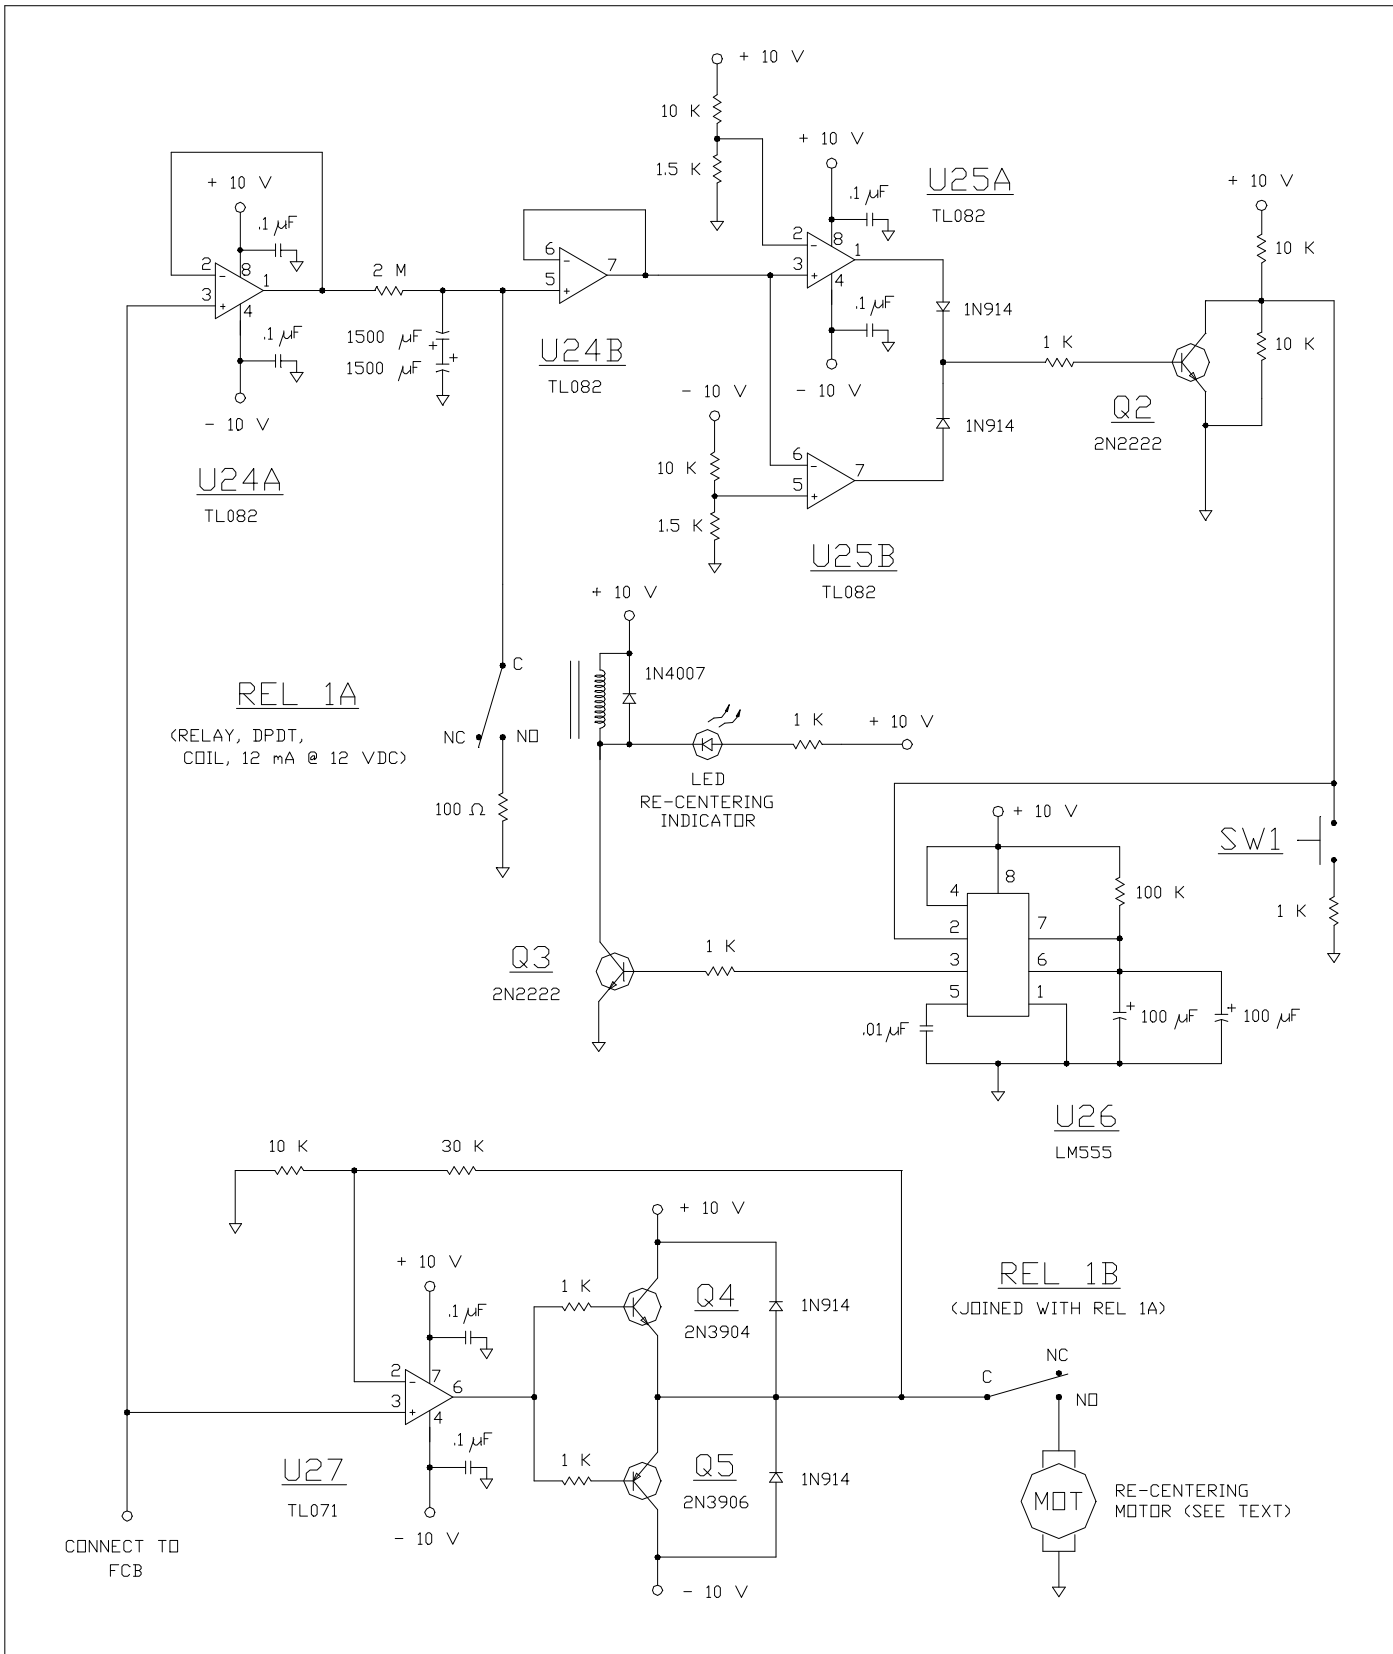 + 10 V
10 K
1.5 K
+ 10 V
.1 µF
U25A
TL082
2
3
8
1
4
.1 µF
- 10 V
+ 10 V
.1 µF
2
3
8
1
4
.1 µF
- 10 V
U24A
TL082
2 M
1500 µF
+
1500 µF
+
6
5
7
U24B
TL082
1N914
1N914
- 10 V
10 K
1.5 K
6
5
7
U25B
TL082
1 K
+ 10 V
10 K
10 K
Q2
2N2222
+ 10 V
1N4007
C
REL 1A
(RELAY, DPDT,
COIL, 12 mA @ 12 VDC)
NC
NO
100 Ω
LED
RE-CENTERING
INDICATOR
1 K
+ 10 V
+ 10 V
SW1
1 K
8
4
2
3
5
7
6
1
100 K
.01 µF
+
100 µF
+
100 µF
U26
LM555
Q3
2N2222
1 K
10 K
30 K
+ 10 V
.1 µF
2
3
7
6
4
.1 µF
- 10 V
U27
TL071
1 K
1 K
+ 10 V
Q4
2N3904
1N914
Q5
2N3906
1N914
- 10 V
REL 1B
(JOINED WITH REL 1A)
C
NC
NO
MOT
RE-CENTERING
MOTOR (SEE TEXT)
CONNECT TO
FCB